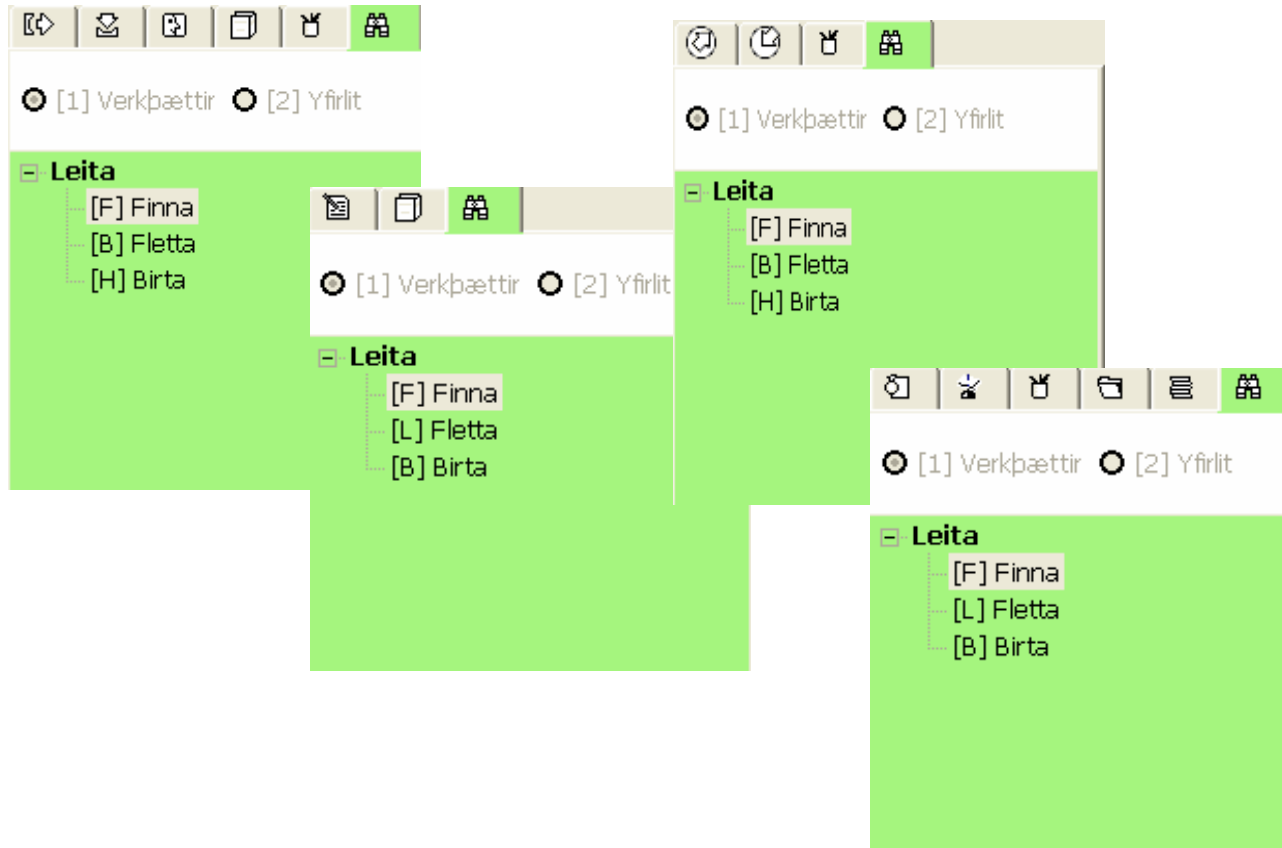 [1] Verkþættir [2] Yfirlit
Leita
[F] Finna
[B] Fletta
[H] Birta
[1] Verkþættir [2] Yfirlit
Leita
[F] Finna
[L] Fletta
[B] Birta
[1] Verkþættir [2] Yfirlit
Leita
[F] Finna
[B] Fletta
[H] Birta
[1] Verkþættir [2] Yfirlit
Leita
[F] Finna
[L] Fletta
[B] Birta